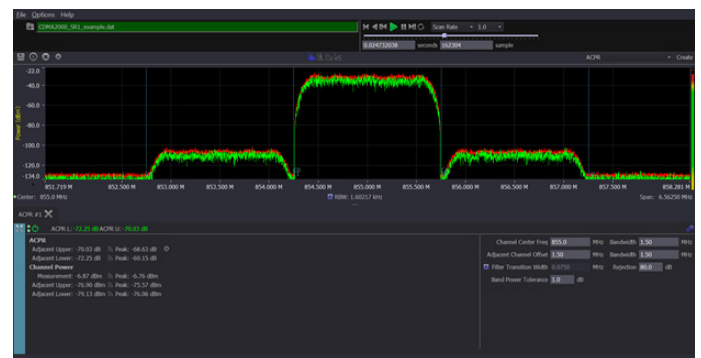 File Options Help
CDMA2000_SR1_example.dat
Scan Rate 1.0
0.024732038 seconds 162304 sample
ACPR Create
-22.0
-40.0
-60.0
-80.0
-100.0
-120.0
-134.0
Power (dBm)
851.719 M 852.500 M 853.000 M 853.500 M 854.000 M 854.500 M 855.000 M 855.500 M 856.000 M 856.500 M 857.000 M 857.500 M 858.281 M
Center: 855.0 MHz RBW: 1.60217 kHz Span: 6.56250 MHz
ACPR #1
ACPR L:-72.25 dB ACPR U: -70.03 dB
ACPR
Adjacent Upper: -70.03 dB Peak: -68.63 dB
Adjacent Lower: -72.25 dB Peak: -69.15 dB
Channel Power
Measurement: -6.87 dBm Peak: -6.76 dBm
Adjacent Upper: -76.90 dBm Peak: -75.57 dBm
Adjacent Lower: -79.13 dBm Peak: -76.06 dBm
Channel Center Freq 855.0 MHz Bandwidth 1.50 MHz
Adjacent Channel Offset 1.50 MHz Bandwidth 1.50 MHz
Filter Transition Width 0.0750 MHz Rejection 80.0 dB
Band Power Tolerance 1.0 dB